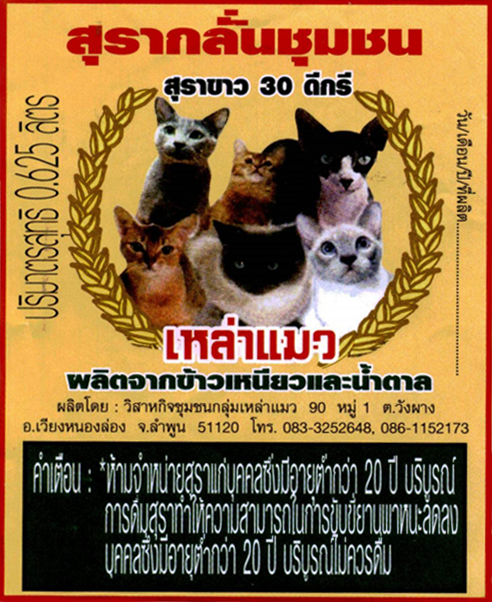 สุรากลั่นชุมชน
สุราขาว 30 ดีกรี
ปริมาตรสุทธิ 0.625 ลิตร
วัน/เดือน/ปี/ที่ผลิต
เหล่าแมว
ผลิตจากข้าวเหนียวและน้ำตาล
ผลิตโดย : วิสาหกิจชุมชนกลุ่มเหล่าแมว 90 หมู่ 1 ต.วังผาง
อ.เวียงหนองล่อง จ.ลำพูน 51120 โทร. 083-3252648, 086-1152173
คำเตือน : *ห้ามจำหน่ายสุราแก่บุคคลซึ่งมีอายุต่ำกว่า 20 ปี บริบูรณ์
การดื่มสุราทำให้ความสามารถในการขับขี่ยานพาหนะลดลง
บุคคลซึ่งมีอายุต่ำกว่า 20 ปี บริบูรณ์ไม่ควรดื่ม